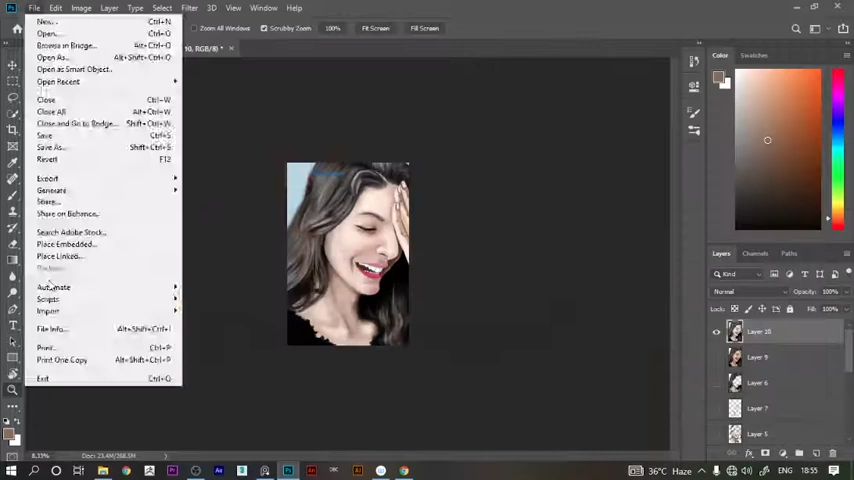 File Edit Image Layer Type Select Filter 3D View Window Help
Zoom All Windows Scrubby Zoom 100% Fit Screen Fill Screen
10, RGB/8) * ×
New... Ctrl+N
Open... Ctrl+O
Browse in Bridge... Alt+Ctrl+O
Open As... Alt+Shift+Ctrl+O
Open as Smart Object...
Open Recent
Close Ctrl+W
Close All Alt+Ctrl+W
Close and Go to Bridge... Shift+Ctrl+W
Save Ctrl+S
Save As... Shift+Ctrl+S
Revert F12
Export
Generate
Share...
Share on Behance...
Search Adobe Stock...
Place Embedded...
Place Linked...
Automate
Scripts
Import
File Info... Alt+Shift+Ctrl+I
Print... Ctrl+P
Print One Copy Alt+Shift+Ctrl+P
Exit Ctrl+Q
Color Swatches
Layers Channels Paths
Kind
Normal Opacity: 100%
Locks: Fill: 100%
Layer 10
Layer 9
Layer 6
Layer 7
Layer 5
8.33% Doc: 23.4M/268.5M
36°C Haze ENG 18:55